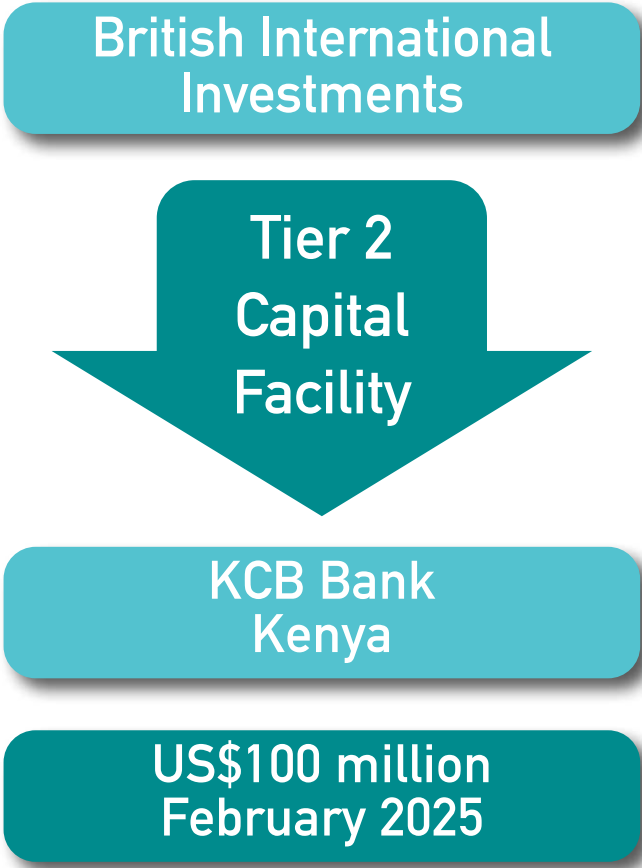 British International
Investments
Tier 2
Capital
Facility
KCB Bank
Kenya
US$100 million
February 2025